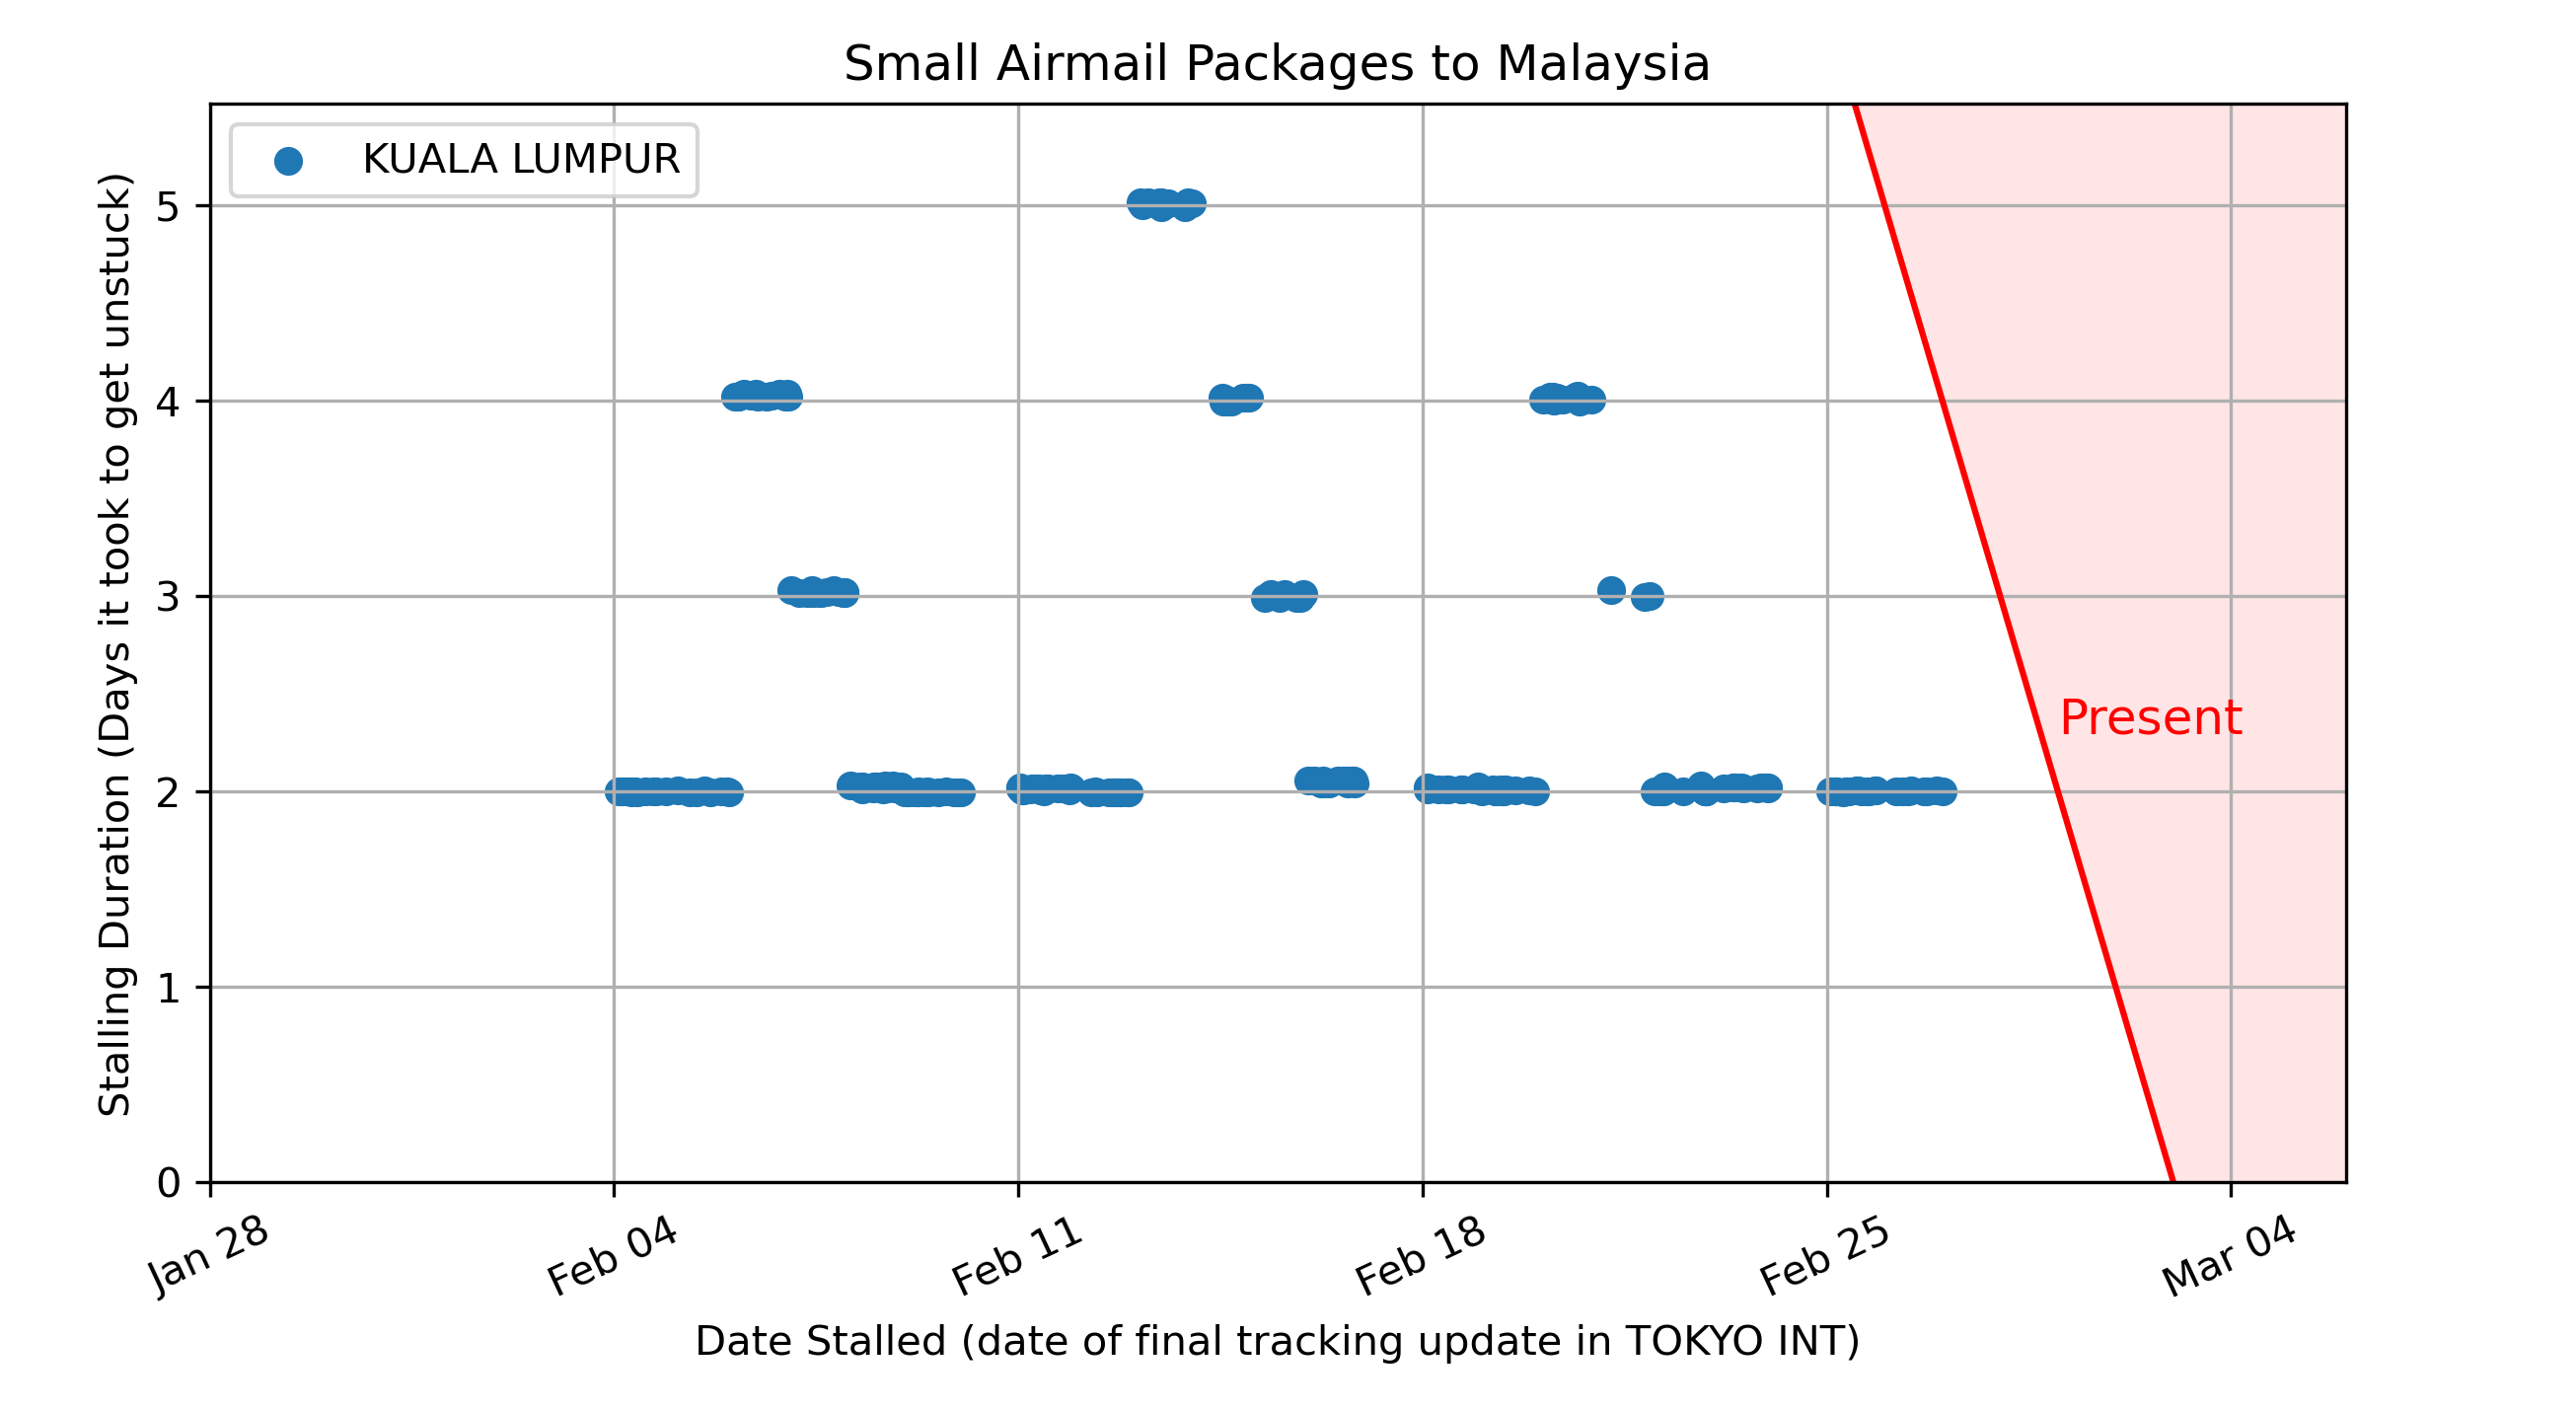 Small Airmail Packages to Malaysia
KUALA LUMPUR
Stalling Duration (Days it took to get unstuck)
5
4
3
2
1
0
Present
Jan 28
Feb 04
Feb 11
Feb 18
Feb 25
Mar 04
Date Stalled (date of final tracking update in TOKYO INT)